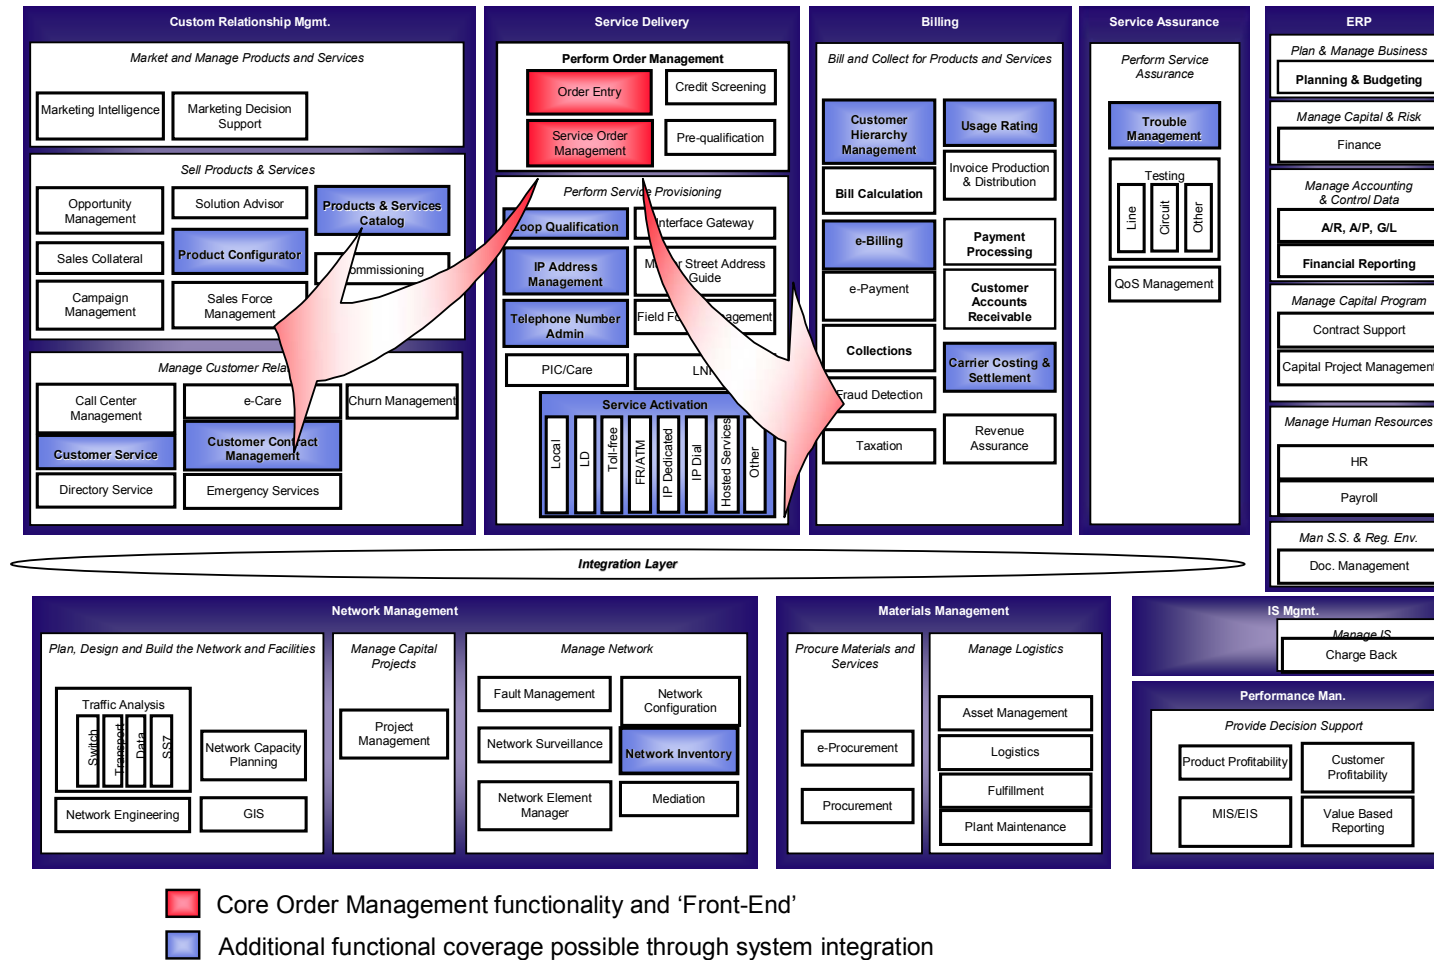 Custom Relationship Mgmt.
Market and Manage Products and Services
Marketing Intelligence
Marketing Decision
Support
Sell Products & Services
Opportunity
Management
Solution Advisor
Products & Services
Catalog
Sales Collateral
Product Configurator
ommissioning
Campaign
Management
Sales Force
Management
Manage Customer Rela
Call Center
Management
e-Care
Churn Management
Customer Service
Customer Contract
Management
Directory Service
Emergency Services
Service Delivery
Perform Order Management
Order Entry
Credit Screening
Service Order
Management
Pre-qualification
Perform Service Provisioning
Loop Qualification
Interface Gateway
IP Address
Management
Street Address
Guide
Telephone Number
Admin
Field Fo
agement
PIC/Care
LN
Service Activation
Local
LD
Toll-free
FR/ATM
IP Dedicated
IP Dial
Hosted Services
Other
Billing
Bill and Collect for Products and Services
Customer
Hierarchy
Management
Usage Rating
Bill Calculation
Invoice Production
& Distribution
e-Billing
Payment
Processing
e-Payment
Customer
Accounts
Receivable
Collections
Carrier Costing &
Settlement
Fraud Detection
Taxation
Revenue
Assurance
Service Assurance
Perform Service
Assurance
Trouble
Management
Testing
Line
Circuit
Other
QoS Management
ERP
Plan & Manage Business
Planning & Budgeting
Manage Capital & Risk
Finance
Manage Accounting
& Control Data
A/R, A/P, G/L
Financial Reporting
Manage Capital Program
Contract Support
Capital Project Management
Manage Human Resources
HR
Payroll
Man S.S. & Reg. Env.
Doc. Management
Integration Layer
Network Management
Plan, Design and Build the Network and Facilities
Traffic Analysis
Switch
Transport
Data
SS7
Network Capacity
Planning
Network Engineering
GIS
Manage Capital
Projects
Project
Management
Manage Network
Fault Management
Network
Configuration
Network Surveillance
Network Inventory
Network Element
Manager
Mediation
Materials Management
Procure Materials and
Services
e-Procurement
Procurement
Manage Logistics
Asset Management
Logistics
Fulfillment
Plant Maintenance
IS Mgmt.
Manage IS
Charge Back
Performance Man.
Provide Decision Support
Product Profitability
Customer
Profitability
MIS/EIS
Value Based
Reporting
Core Order Management functionality and ‘Front-End’
Additional functional coverage possible through system integration